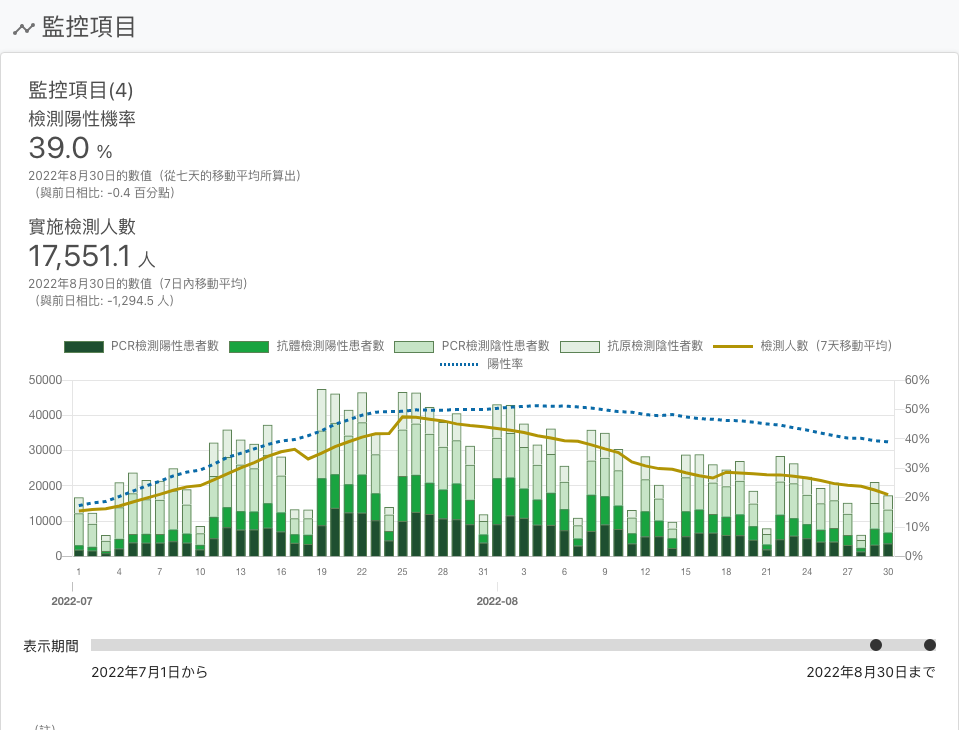 監控項目
監控項目(4)
檢測陽性機率
39.0 %
2022年8月30日的數值（從七天的移動平均所算出）
（與前日相比: -0.4 百分點）
實施檢測人數
17,551.1 人
2022年8月30日的數值（7日內移動平均）
（與前日相比: -1,294.5 人）
PCR檢測陽性患者數 抗體檢測陽性患者數 PCR檢測陰性患者數 抗原檢測陰性者數 檢測人數（7天移動平均）
陽性率
50000 60%
40000 50%
30000 40%
20000 30%
10000 20%
0 10%
0%
1 4 7 10 13 16 19 22 25 28 31 3 6 9 12 15 18 21 24 27 30
2022-07 2022-08
表示期間
2022年7月1日から 2022年8月30日まで
（註）